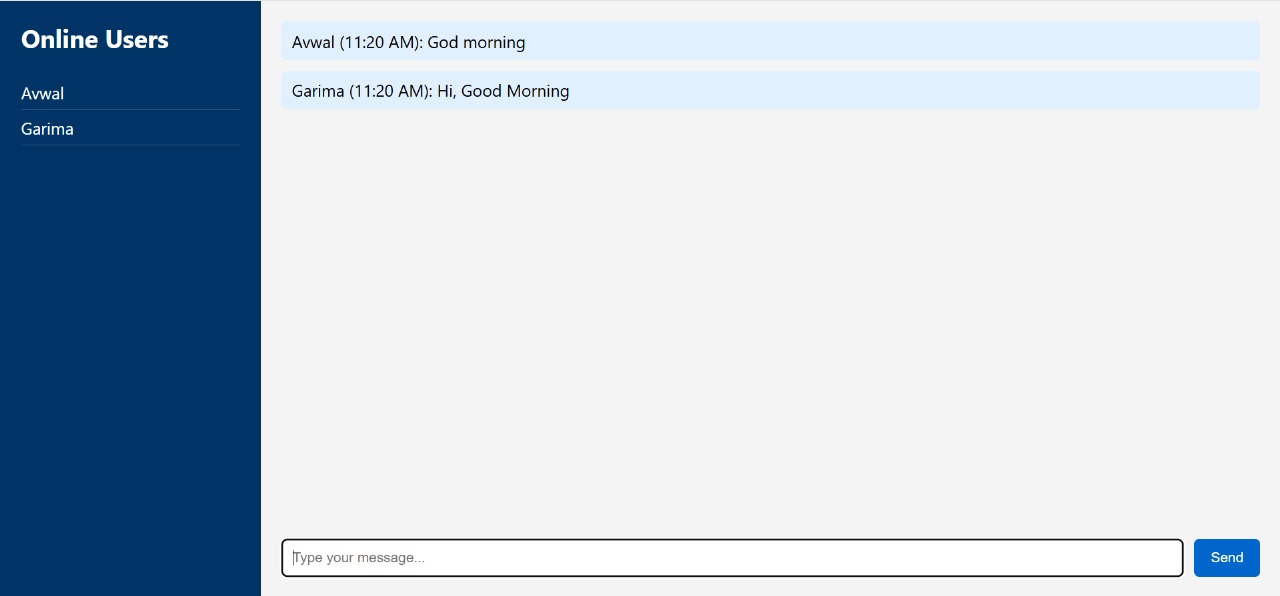 Online Users
Avwal
Garima
Avwal (11:20 AM): God morning
Garima (11:20 AM): Hi, Good Morning
Type your message...
Send